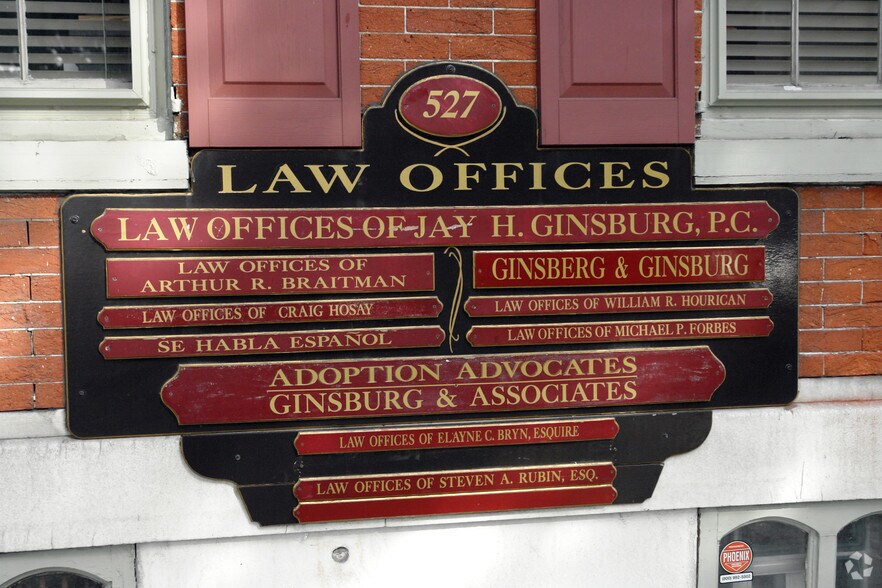 527
LAW OFFICES
LAW OFFICES OF JAY H. GINSBURG, P.C.
LAW OFFICES OF
ARTHUR R. BRAITMAN
GINSBERG & GINSBURG
LAW OFFICES OF CRAIG HOSAY
LAW OFFICES OF WILLIAM R. HOURICAN
SE HABLA ESPAÑOL
LAW OFFICES OF MICHAEL P. FORBES
ADOPTION ADVOCATES
GINSBURG & ASSOCIATES
LAW OFFICES OF ELAYNE C. BRYN, ESQUIRE
LAW OFFICES OF STEVEN A. RUBIN, ESQ.
PHOENIX